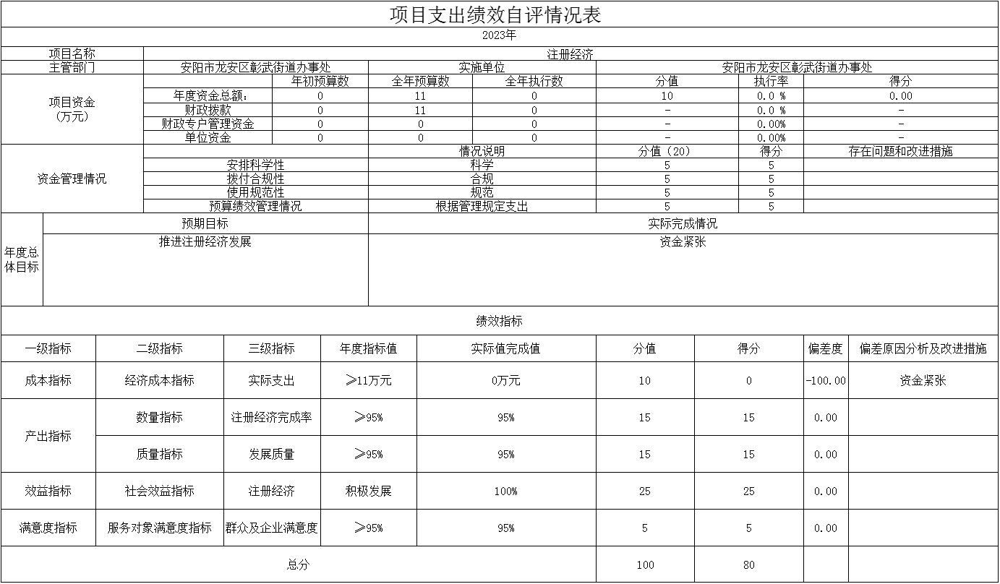 项目支出绩效自评情况表
2023年
项目名称 注册经济
主管部门 安阳市龙安区彰武街道办事处 实施单位 安阳市龙安区彰武街道办事处
项目资金
(万元) 年初预算数 全年预算数 全年执行数 分值 执行率 得分
年度资金总额: 0 11 0 10 0.0 % 0.00
财政拨款 0 11 0 - 0.0 % -
财政专户管理资金 0 0 0 - 0.00% -
单位资金 0 0 0 - 0.00% -
资金管理情况 情况说明 分值（20） 得分 存在问题和改进措施
安排科学性 科学 5 5
拨付合规性 合规 5 5
使用规范性 规范 5 5
预算绩效管理情况 根据管理规定支出 5 5
年度总
体目标 预期目标 实际完成情况
推进注册经济发展 资金紧张
绩效指标
一级指标 二级指标 三级指标 年度指标值 实际值完成值 分值 得分 偏差度 偏差原因分析及改进措施
成本指标 经济成本指标 实际支出 ≥11万元 0万元 10 0 -100.00 资金紧张
产出指标 数量指标 注册经济完成率 ≥95% 95% 15 15 0.00
质量指标 发展质量 ≥95% 95% 15 15 0.00
效益指标 社会效益指标 注册经济 积极发展 100% 25 25 0.00
满意度指标 服务对象满意度指标 群众及企业满意度 ≥95% 95% 5 5 0.00
总分 100 80